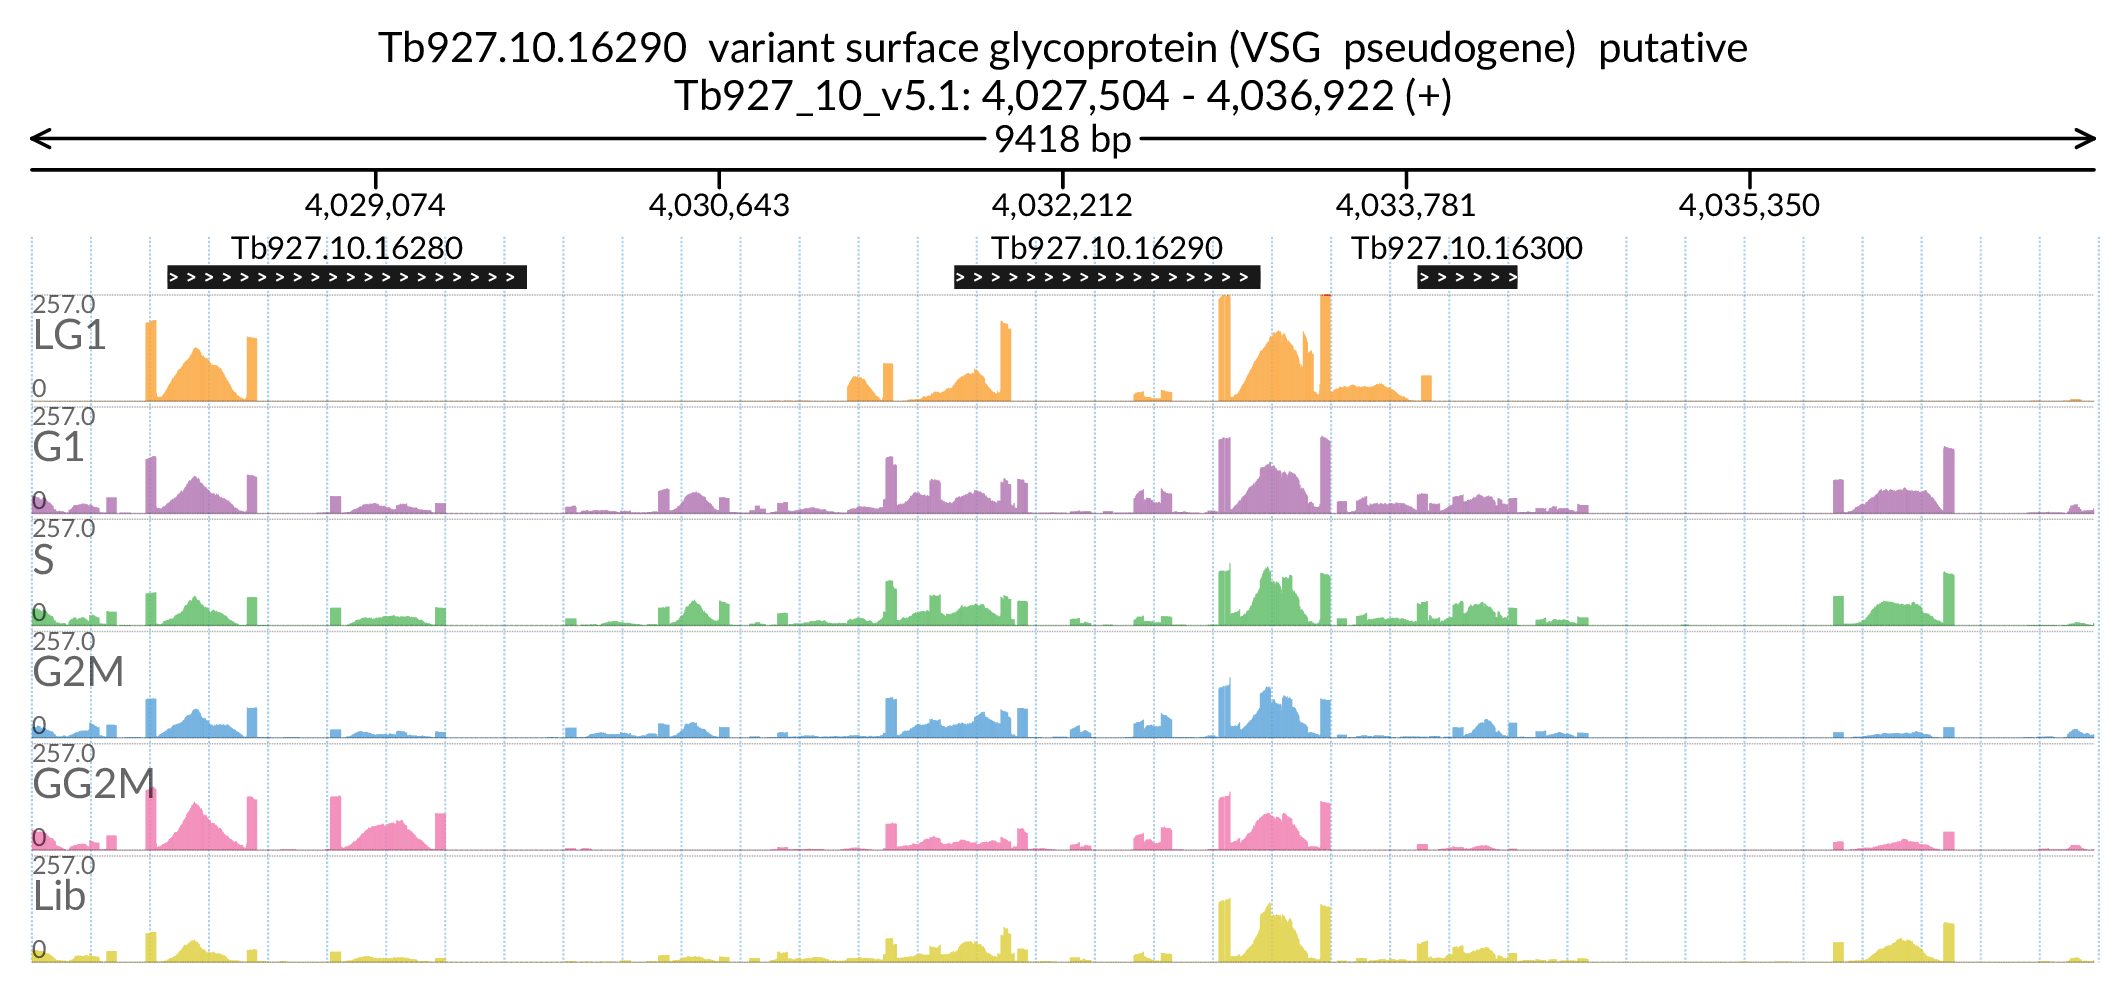 Tb927.10.16290  variant surface glycoprotein (VSG  pseudogene)  putative
Tb927_10_v5.1: 4,027,504 - 4,036,922 (+)
9418 bp
4,029,074 4,030,643 4,032,212 4,033,781 4,035,350
Tb927.10.16280 Tb927.10.16290 Tb927.10.16300
257.0
LG1
0
257.0
G1
0
257.0
S
0
257.0
G2M
0
257.0
GG2M
0
257.0
Lib
0